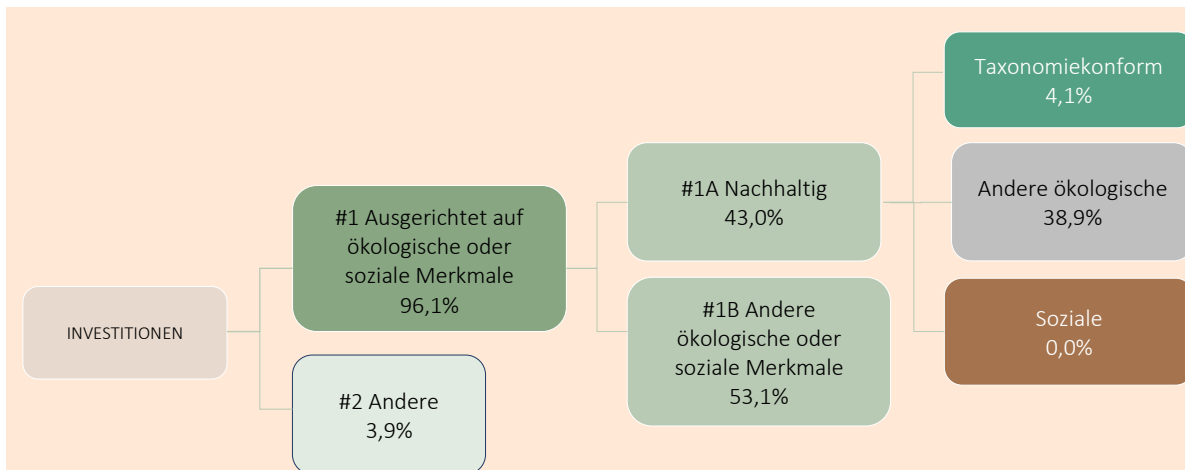 INVESTITIONEN
#1 Ausgerichtet auf
ökologische oder
soziale Merkmale
96,1%
#2 Andere
3,9%
#1A Nachhaltig
43,0%
#1B Andere
ökologische oder
soziale Merkmale
53,1%
Taxonomiekonform
4,1%
Andere ökologische
38,9%
Soziale
0,0%